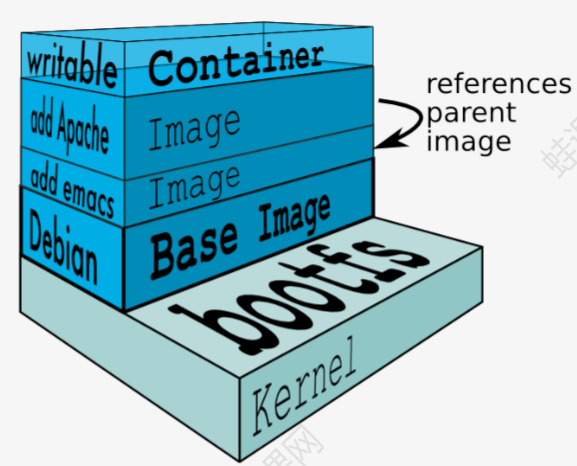 writable Container
add Apache Image
add emacs Image
Debian Base Image
references
parent
image
bootfs
Kernel